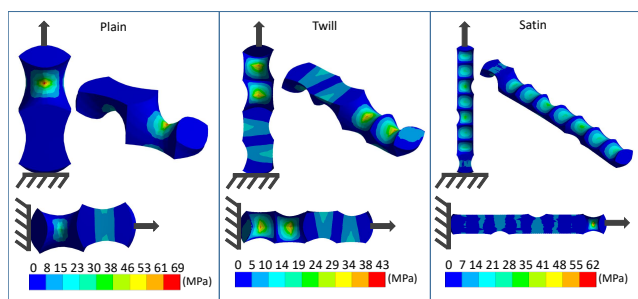 Plain
0 8 15 23 30 38 46 53 61 69 (MPa)
Twill
0 5 10 14 19 24 29 34 38 43 (MPa)
Satin
0 7 14 21 28 35 41 48 55 62 (MPa)